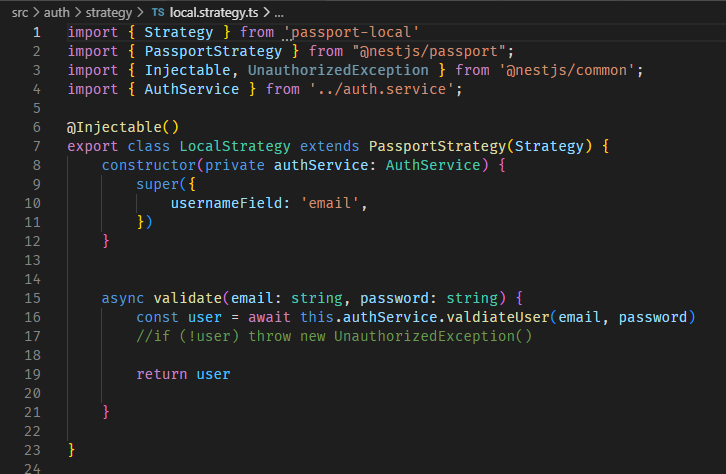 src > auth > strategy > TS local.strategy.ts > ...
1 import { Strategy } from 'passport-local'
2 import { PassportStrategy } from "@nestjs/passport";
3 import { Injectable, UnauthorizedException } from '@nestjs/common';
4 import { AuthService } from '../auth.service';
5
6 @Injectable()
7 export class LocalStrategy extends PassportStrategy(Strategy) {
8     constructor(private authService: AuthService) {
9         super({
10             usernameField: 'email',
11         })
12     }
13
14
15     async validate(email: string, password: string) {
16         const user = await this.authService.valdiateUser(email, password)
17         //if (!user) throw new UnauthorizedException()
18
19         return user
20
21     }
22
23 }
24